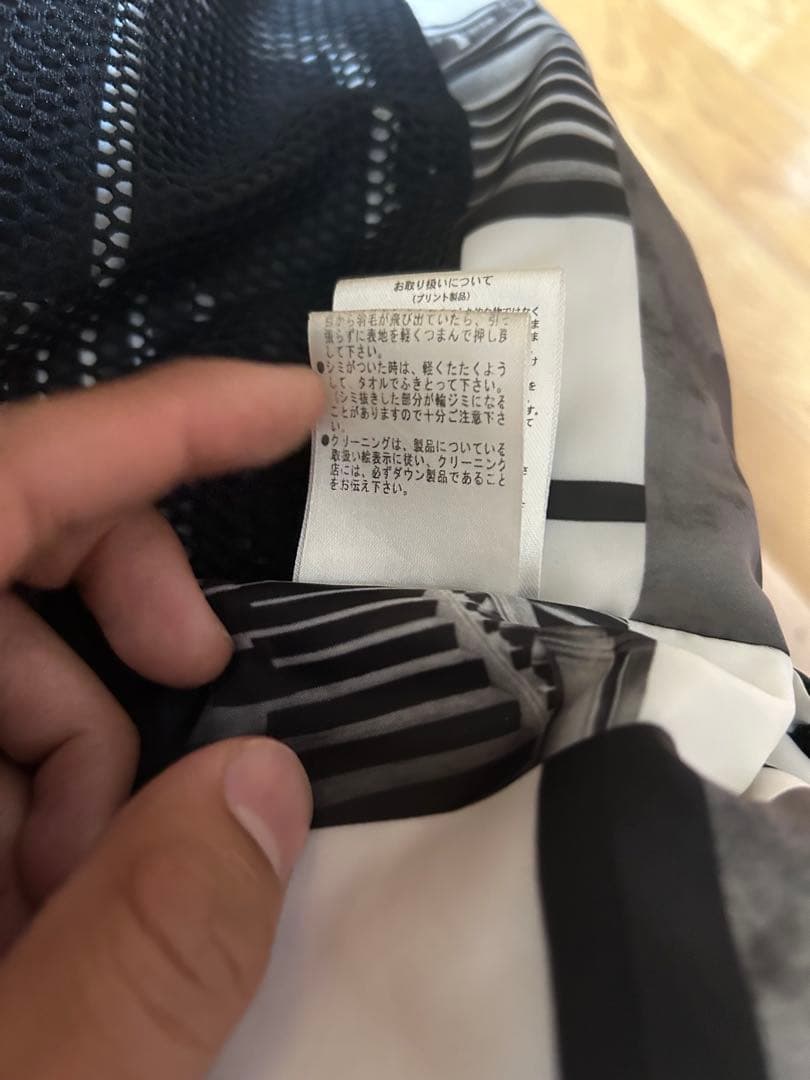 お取り扱いについて
(プリント製品)
はなく
から羽毛が飛び出ていたら、引っ
張らずに表地を軽くつまんで押し戻
して下さい。
●シミがついた時は、軽くたたくよう
して、タオルでふきとって下さい。
シミ抜きした部分が輪ジミになる
ことがありますので十分ご注意下さ
い。
●クリーニングは、製品についている
取扱い絵表示に従い、クリーニング
店には、必ずダウン製品であること
をお伝え下さい。